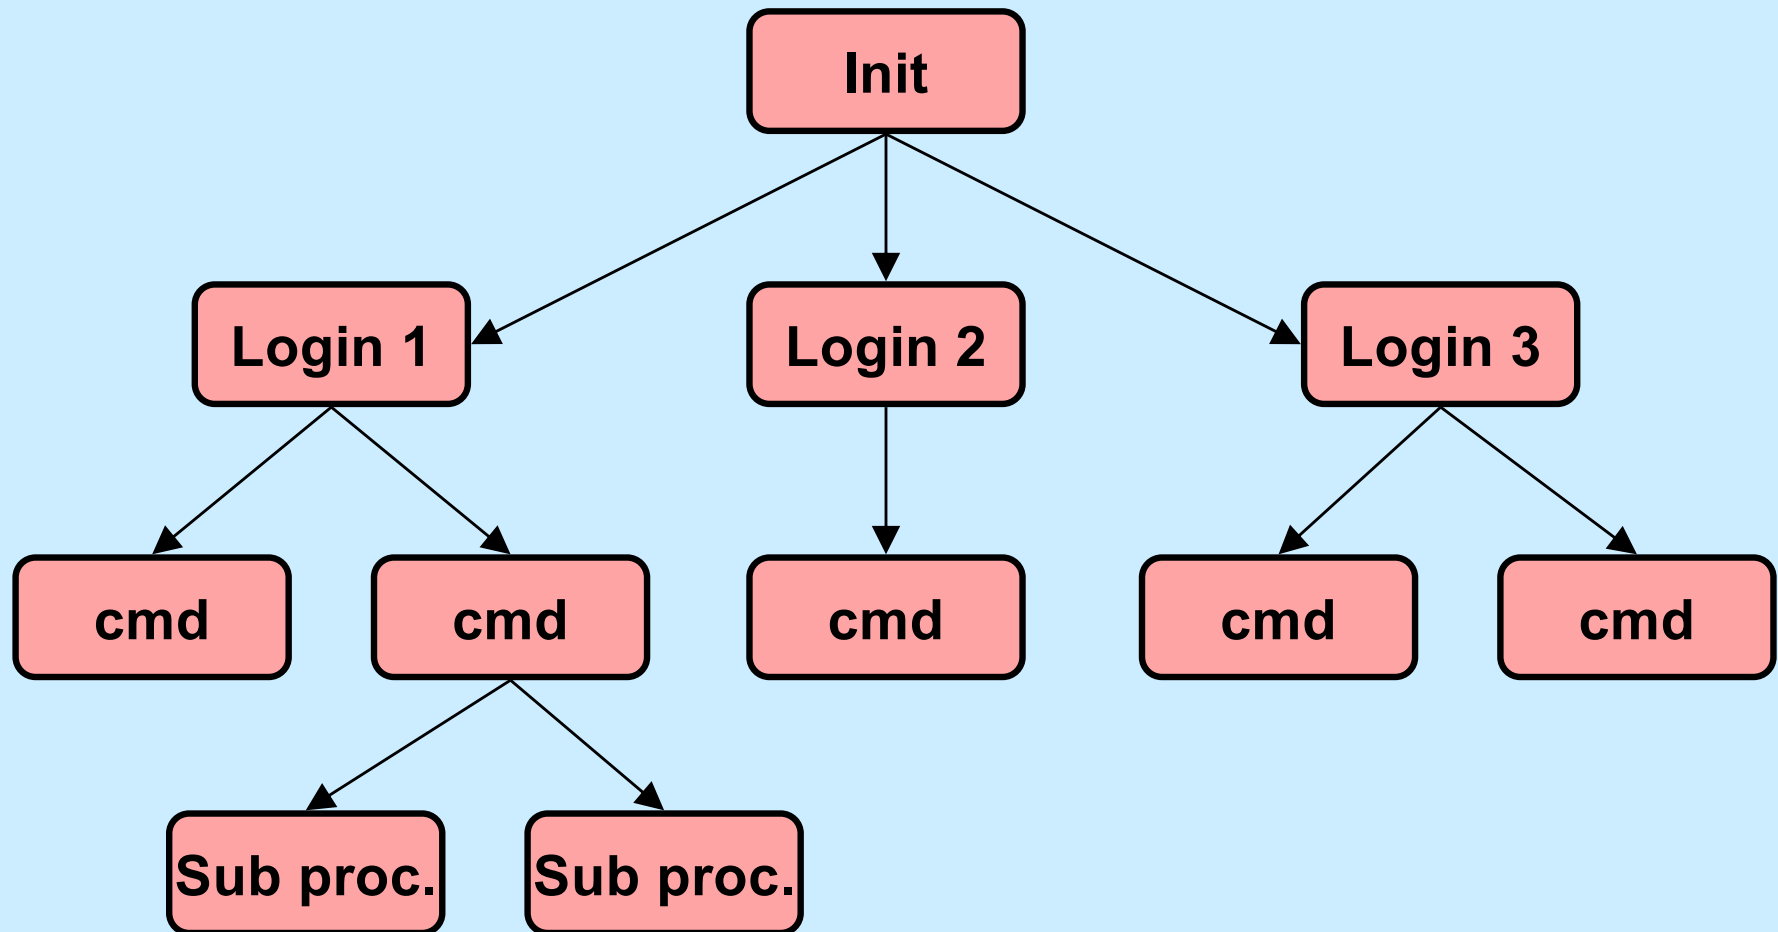 Init
Login 1
Login 2
Login 3
cmd
cmd
cmd
cmd
cmd
Sub proc.
Sub proc.